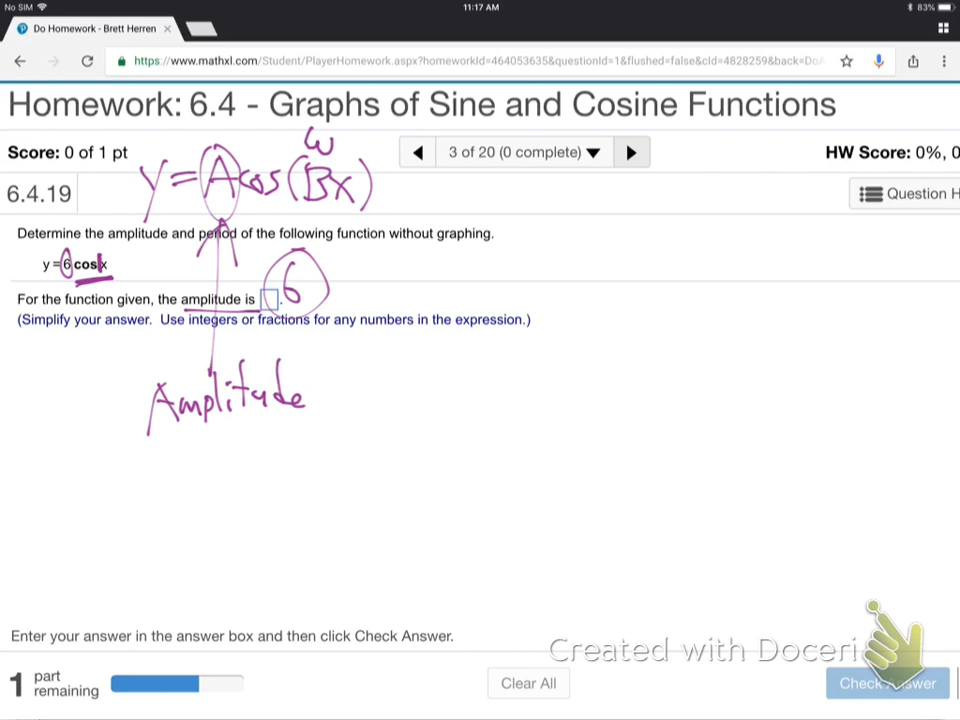 No SIM 11:17 AM 83%
Do Homework - Brett Herren
https://www.mathxl.com/Student/PlayerHomework.aspx?homeworkId=464053635&questionId=1&flushed=false&cId=4828259&back=Do
Homework: 6.4 - Graphs of Sine and Cosine Functions
ω
Score: 0 of 1 pt 3 of 20 (0 complete) HW Score: 0%, 0
y=Acos(Bx)
6.4.19 Question H
Determine the amplitude and period of the following function without graphing.
y=6 cos x
For the function given, the amplitude is . 6
(Simplify your answer. Use integers or fractions for any numbers in the expression.)
Amplitude
Enter your answer in the answer box and then click Check Answer.
Created with Doceri
1 part remaining Clear All Check Answer